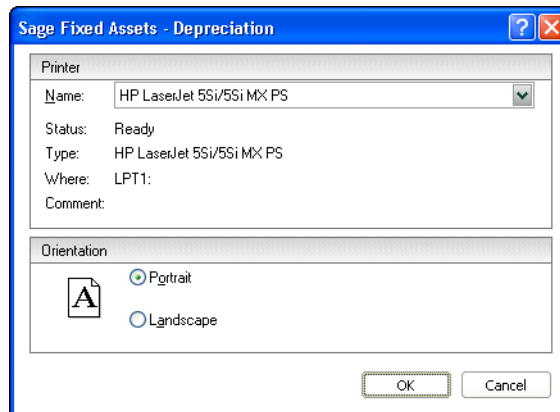 Sage Fixed Assets - Depreciation
Printer
Name: HP LaserJet 5Si/5Si MX PS
Status: Ready
Type: HP LaserJet 5Si/5Si MX PS
Where: LPT1:
Comment:
Orientation
A
Portrait
Landscape
OK Cancel